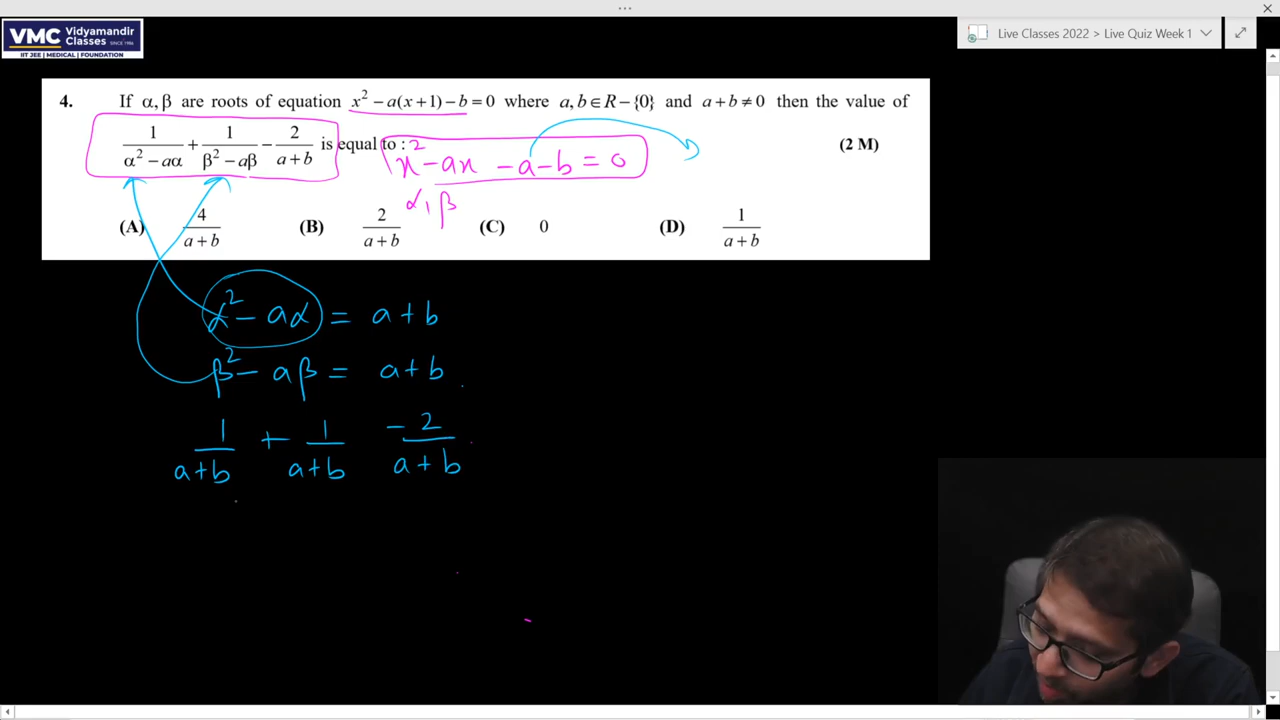 VMC Vidyamandir Classes SINCE 1986
IIT JEE | MEDICAL | FOUNDATION
Live Classes 2022 > Live Quiz Week 1
4. If α, β are roots of equation x² − a(x+1) − b = 0 where a, b ∈ R − {0} and a + b ≠ 0 then the value of
1/(α² − aα) + 1/(β² − aβ) − 2/(a+b) is equal to : (2 M)
x² − ax − a − b = 0
α, β
(A) 4/(a+b) (B) 2/(a+b) (C) 0 (D) 1/(a+b)
α² − aα = a + b
β² − aβ = a + b
1/(a+b) + 1/(a+b) − 2/(a+b)